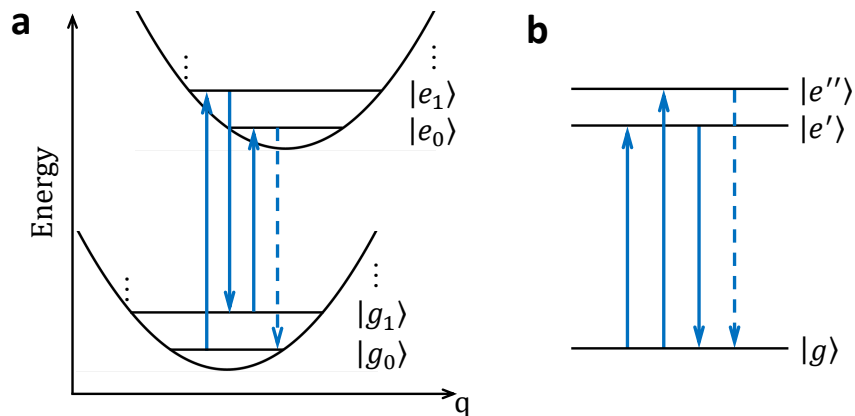 a
Energy
q
⋮
⋮
|e₁⟩
|e₀⟩
⋮
⋮
|g₁⟩
|g₀⟩
b
|e''⟩
|e'⟩
|g⟩